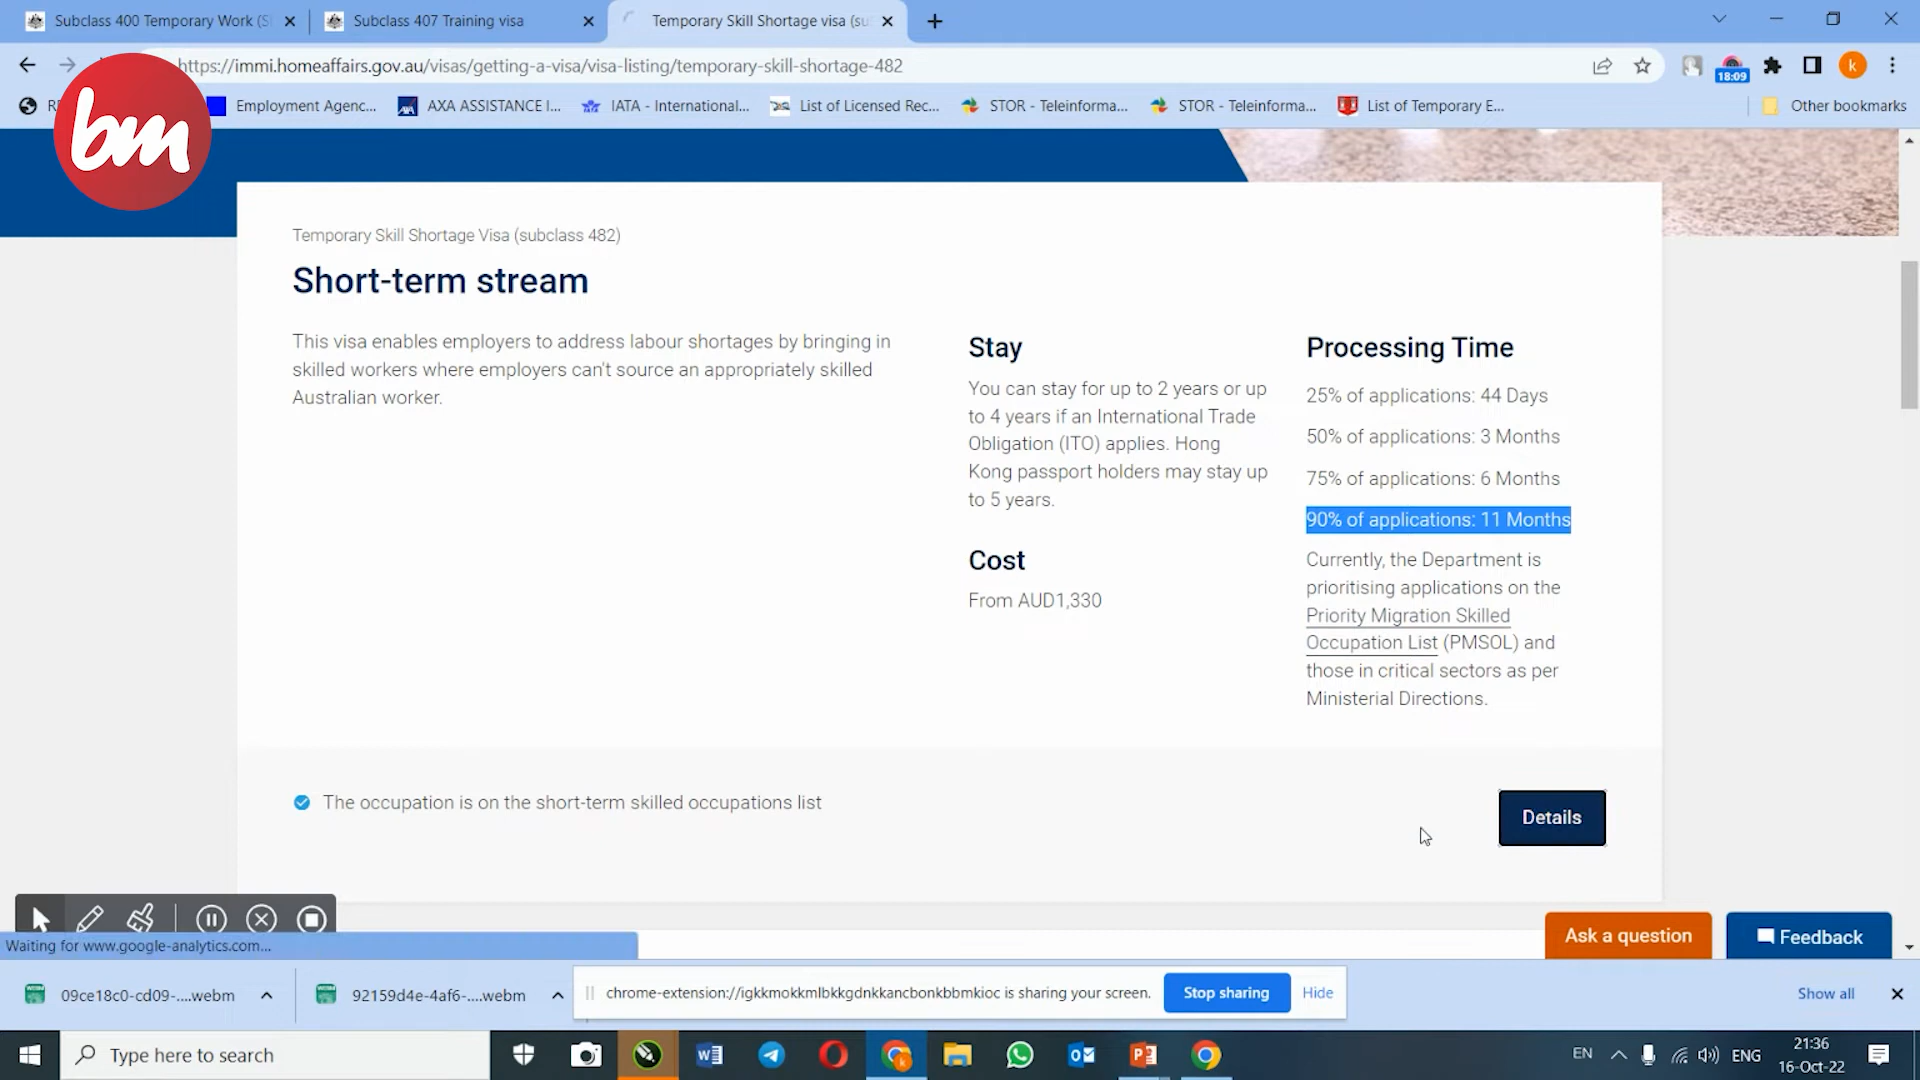 Subclass 400 Temporary Work (S
Subclass 407 Training visa
Temporary Skill Shortage visa (su
https://immi.homeaffairs.gov.au/visas/getting-a-visa/visa-listing/temporary-skill-shortage-482
18:09
k
Employment Agenc...
AXA ASSISTANCE I...
IATA - International...
List of Licensed Rec...
STOR - Teleinforma...
STOR - Teleinforma...
List of Temporary E...
Other bookmarks
bm
Temporary Skill Shortage Visa (subclass 482)
Short-term stream
This visa enables employers to address labour shortages by bringing in
skilled workers where employers can't source an appropriately skilled
Australian worker.
Stay
You can stay for up to 2 years or up
to 4 years if an International Trade
Obligation (ITO) applies. Hong
Kong passport holders may stay up
to 5 years.
Cost
From AUD1,330
Processing Time
25% of applications: 44 Days
50% of applications: 3 Months
75% of applications: 6 Months
90% of applications: 11 Months
Currently, the Department is
prioritising applications on the
Priority Migration Skilled
Occupation List (PMSOL) and
those in critical sectors as per
Ministerial Directions.
The occupation is on the short-term skilled occupations list
Details
Ask a question
Feedback
Waiting for www.google-analytics.com...
09ce18c0-cd09-....webm
92159d4e-4af6-....webm
chrome-extension://igkkmokkmlbkkgdnkkancbonkbbmkioc is sharing your screen.
Stop sharing
Hide
Show all
Type here to search
EN
ENG
21:36
16-Oct-22